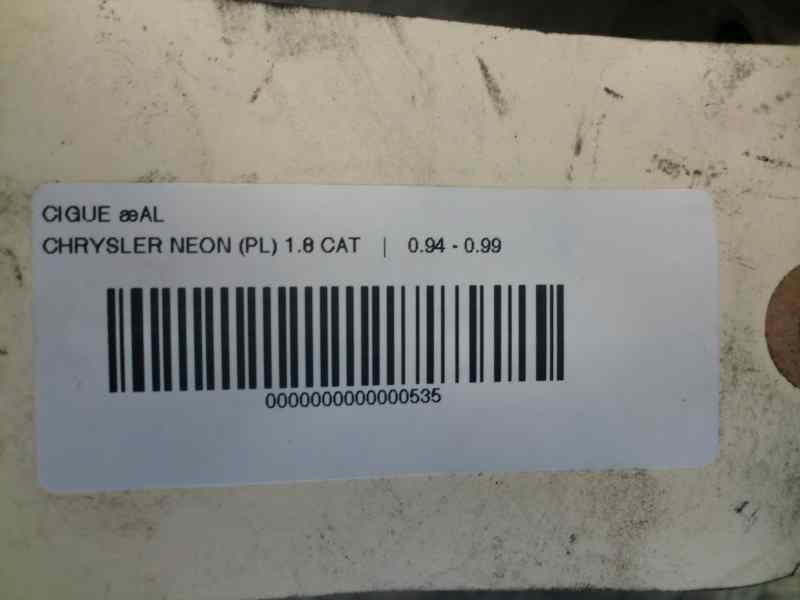 CIGUE æAL
CHRYSLER NEON (PL) 1.8 CAT | 0.94 - 0.99
0000000000000535